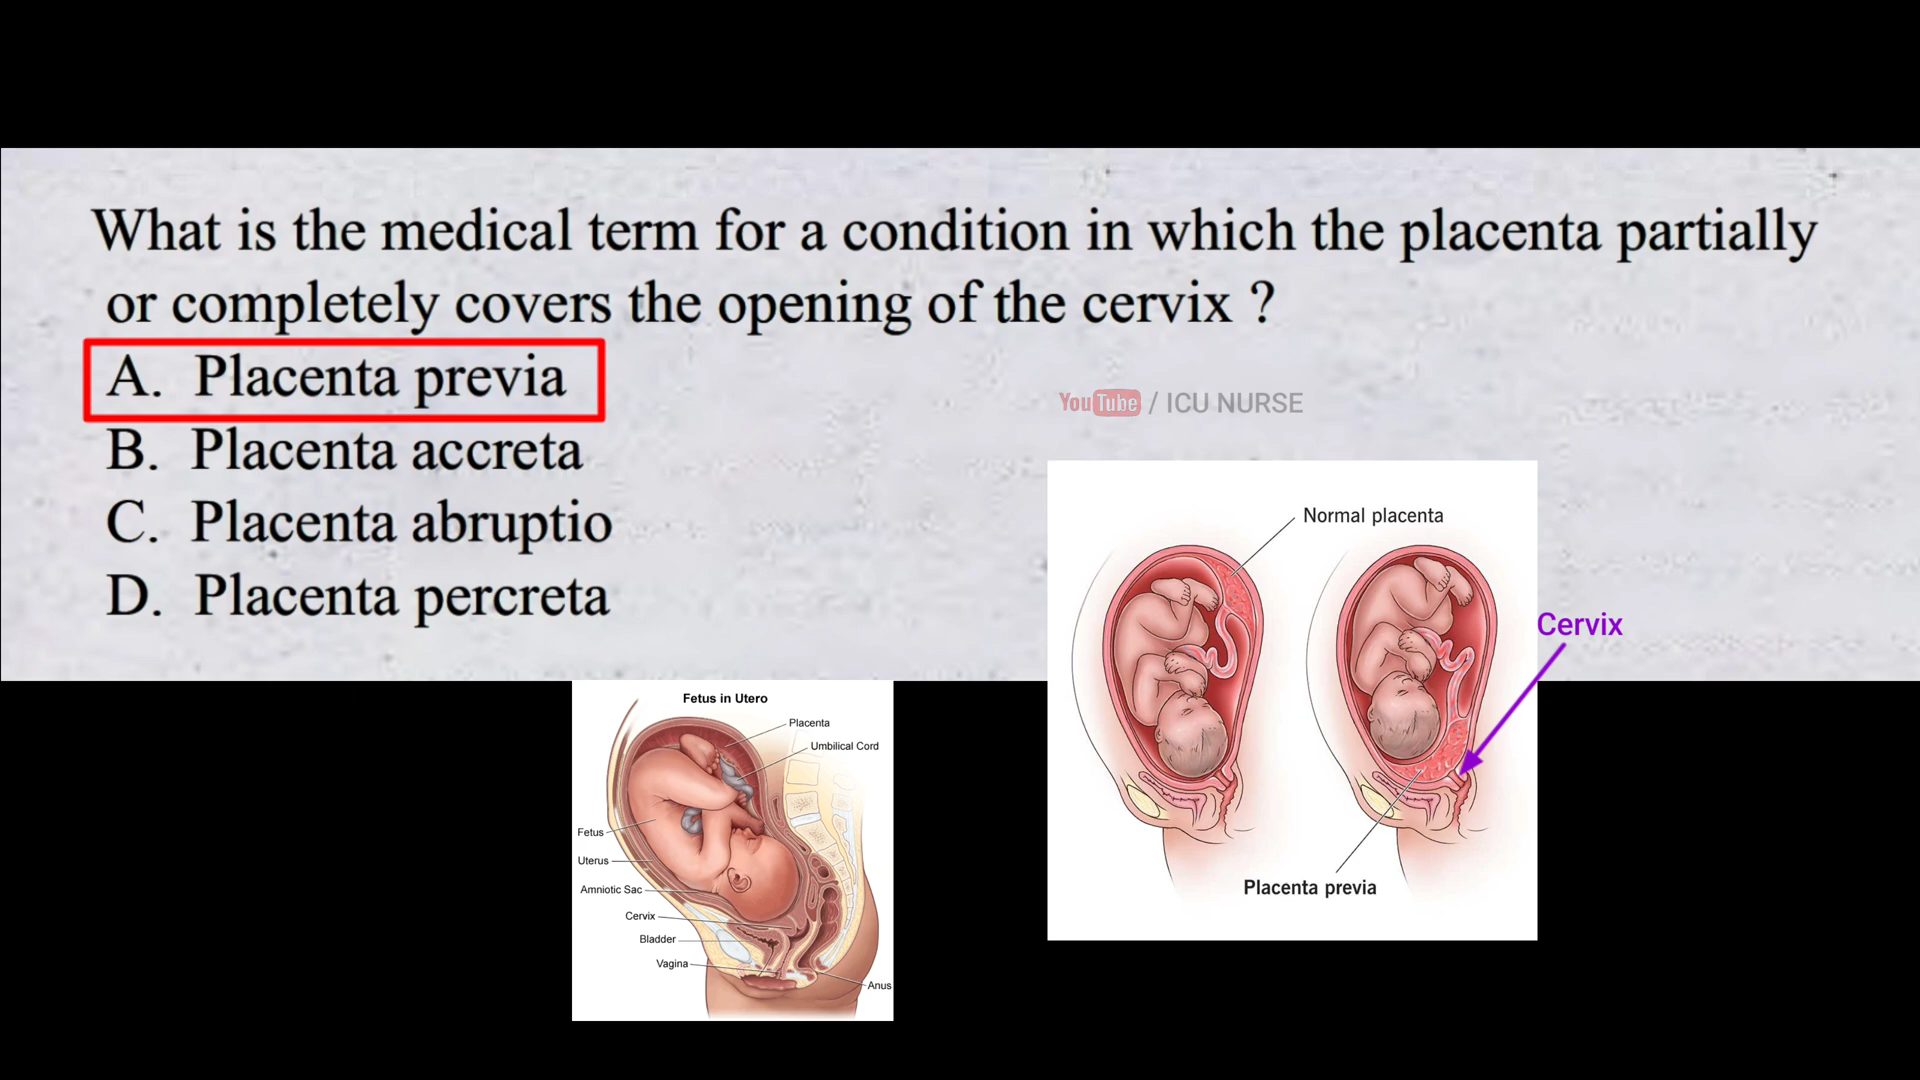 What is the medical term for a condition in which the placenta partially
or completely covers the opening of the cervix ?
A. Placenta previa
B. Placenta accreta
C. Placenta abruptio
D. Placenta percreta
YouTube / ICU NURSE
Normal placenta
Cervix
Placenta previa
Fetus in Utero
Placenta
Umbilical Cord
Fetus
Uterus
Amniotic Sac
Cervix
Bladder
Vagina
Anus